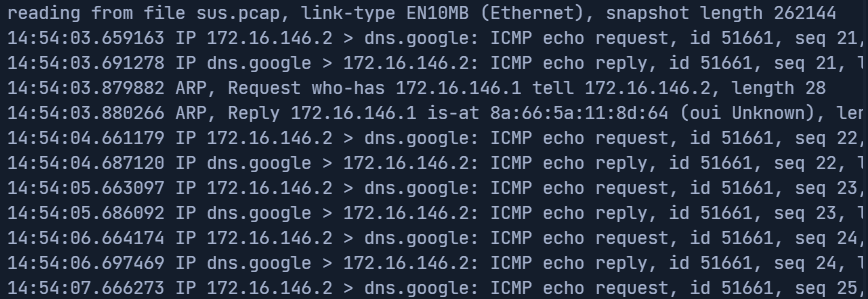 reading from file sus.pcap, link-type EN10MB (Ethernet), snapshot length 262144
14:54:03.659163 IP 172.16.146.2 > dns.google: ICMP echo request, id 51661, seq 21,
14:54:03.691278 IP dns.google > 172.16.146.2: ICMP echo reply, id 51661, seq 21, l
14:54:03.879882 ARP, Request who-has 172.16.146.1 tell 172.16.146.2, length 28
14:54:03.880266 ARP, Reply 172.16.146.1 is-at 8a:66:5a:11:8d:64 (oui Unknown), len
14:54:04.661179 IP 172.16.146.2 > dns.google: ICMP echo request, id 51661, seq 22,
14:54:04.687120 IP dns.google > 172.16.146.2: ICMP echo reply, id 51661, seq 22, l
14:54:05.663097 IP 172.16.146.2 > dns.google: ICMP echo request, id 51661, seq 23,
14:54:05.686092 IP dns.google > 172.16.146.2: ICMP echo reply, id 51661, seq 23, l
14:54:06.664174 IP 172.16.146.2 > dns.google: ICMP echo request, id 51661, seq 24,
14:54:06.697469 IP dns.google > 172.16.146.2: ICMP echo reply, id 51661, seq 24, l
14:54:07.666273 IP 172.16.146.2 > dns.google: ICMP echo request, id 51661, seq 25,